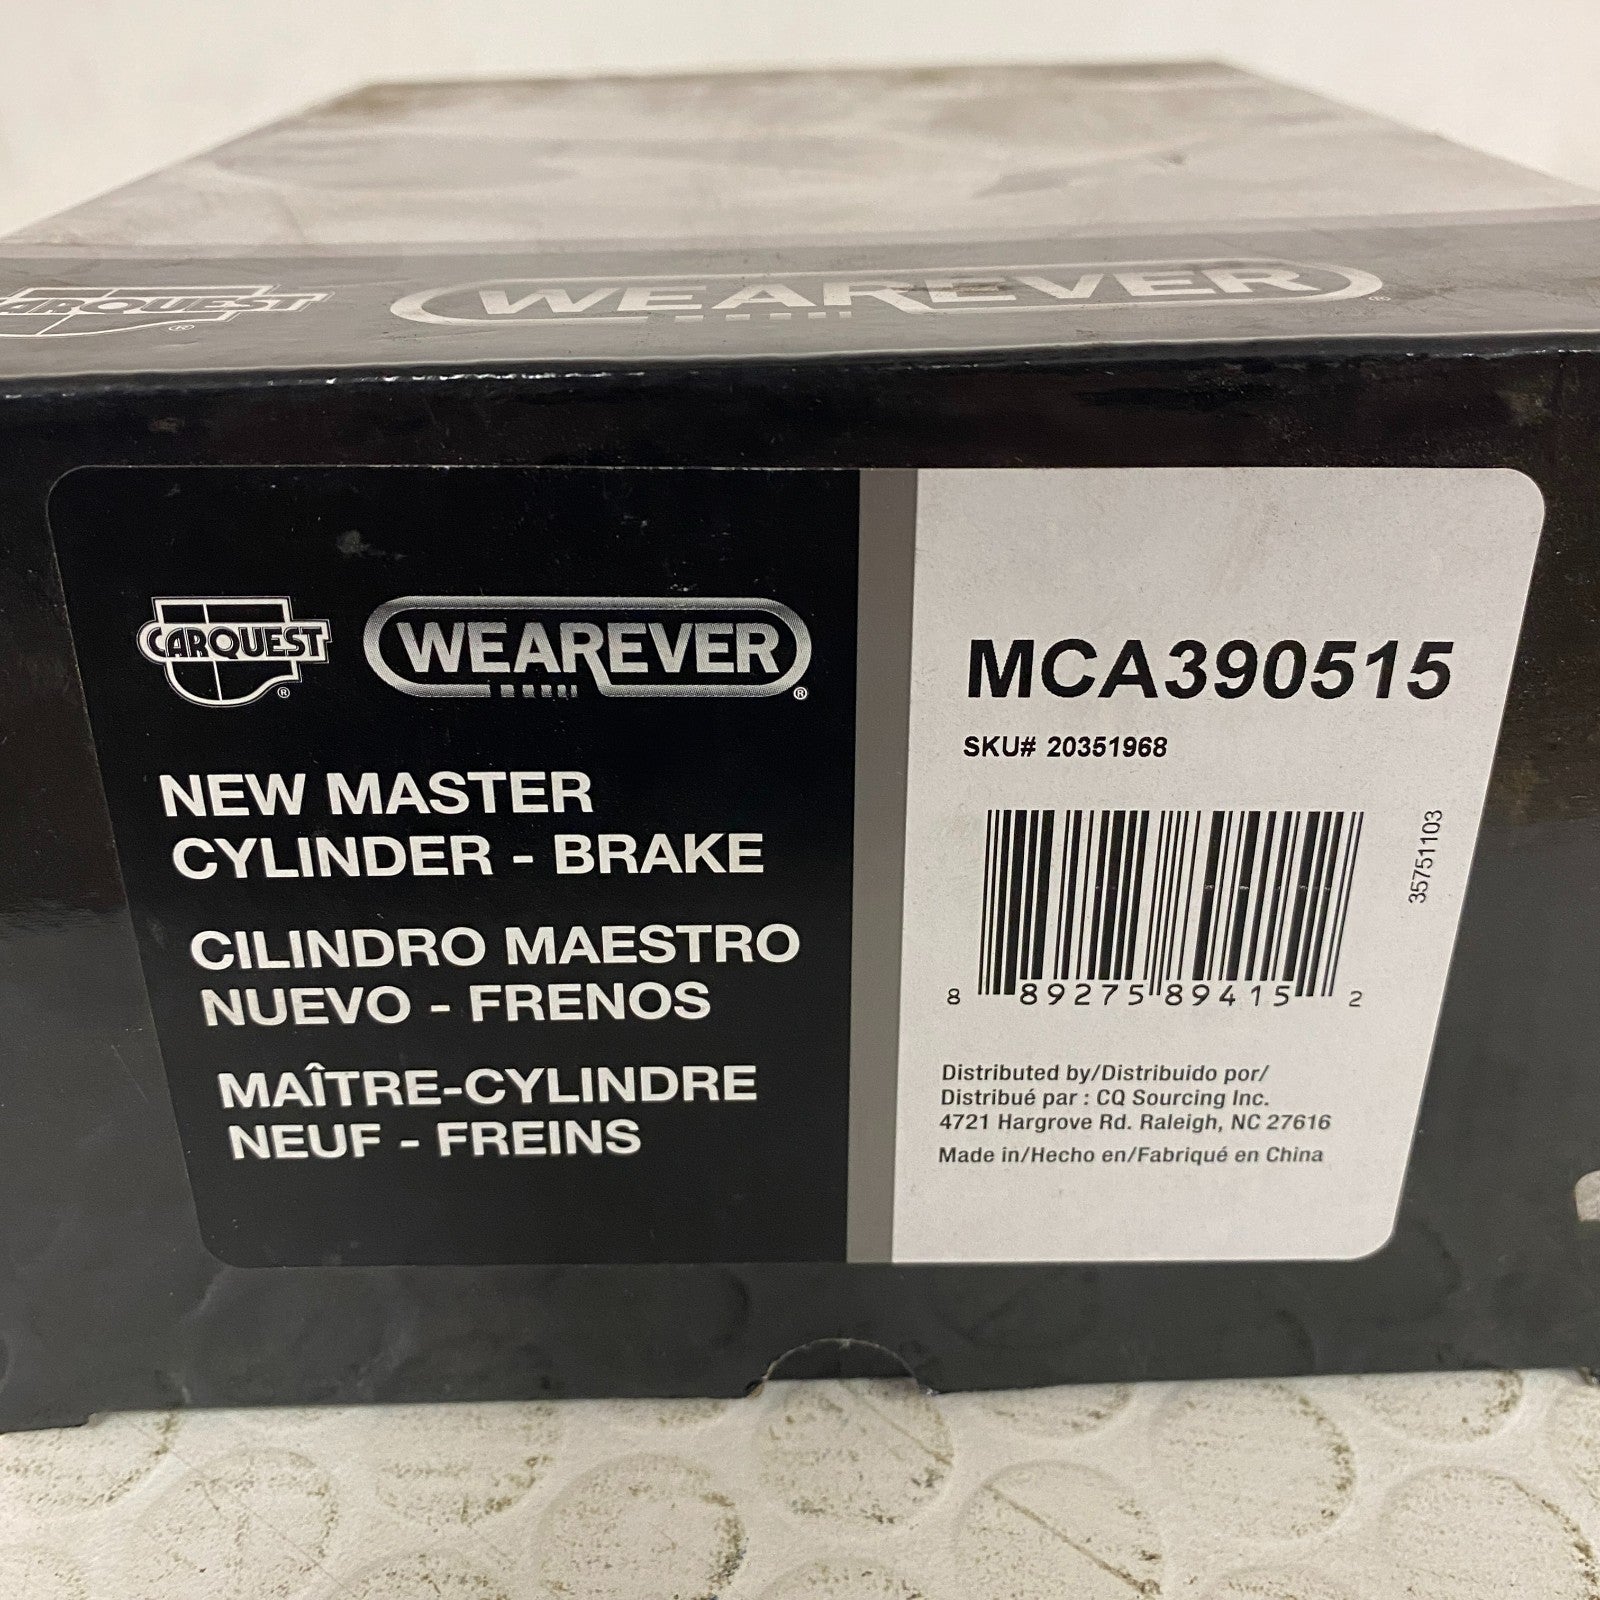 CARQUEST ® WEAREVER ®
CARQUEST ® WEAREVER ®
NEW MASTER
CYLINDER - BRAKE
CILINDRO MAESTRO
NUEVO - FRENOS
MAÎTRE-CYLINDRE
NEUF - FREINS
MCA390515
SKU# 20351968
35751103
8 89275 89415 2
Distributed by/Distribuido por/
Distribué par : CQ Sourcing Inc.
4721 Hargrove Rd. Raleigh, NC 27616
Made in/Hecho en/Fabriqué en China